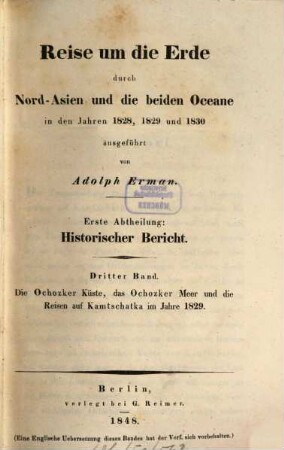 Reise um die Erde
durch
Nord-Asien und die beiden Oceane
in den Jahren 1828, 1829 und 1830
ausgeführt
von
Adolph Erman.
Erste Abtheilung:
Historischer Bericht.
Dritter Band.
Die Ochozker Küste, das Ochozker Meer und die
Reisen auf Kamtschatka im Jahre 1829.
Berlin,
verlegt bei G. Reimer.
1848.
(Eine Englische Uebersetzung dieses Bandes hat der Verf. sich vorbehalten.)